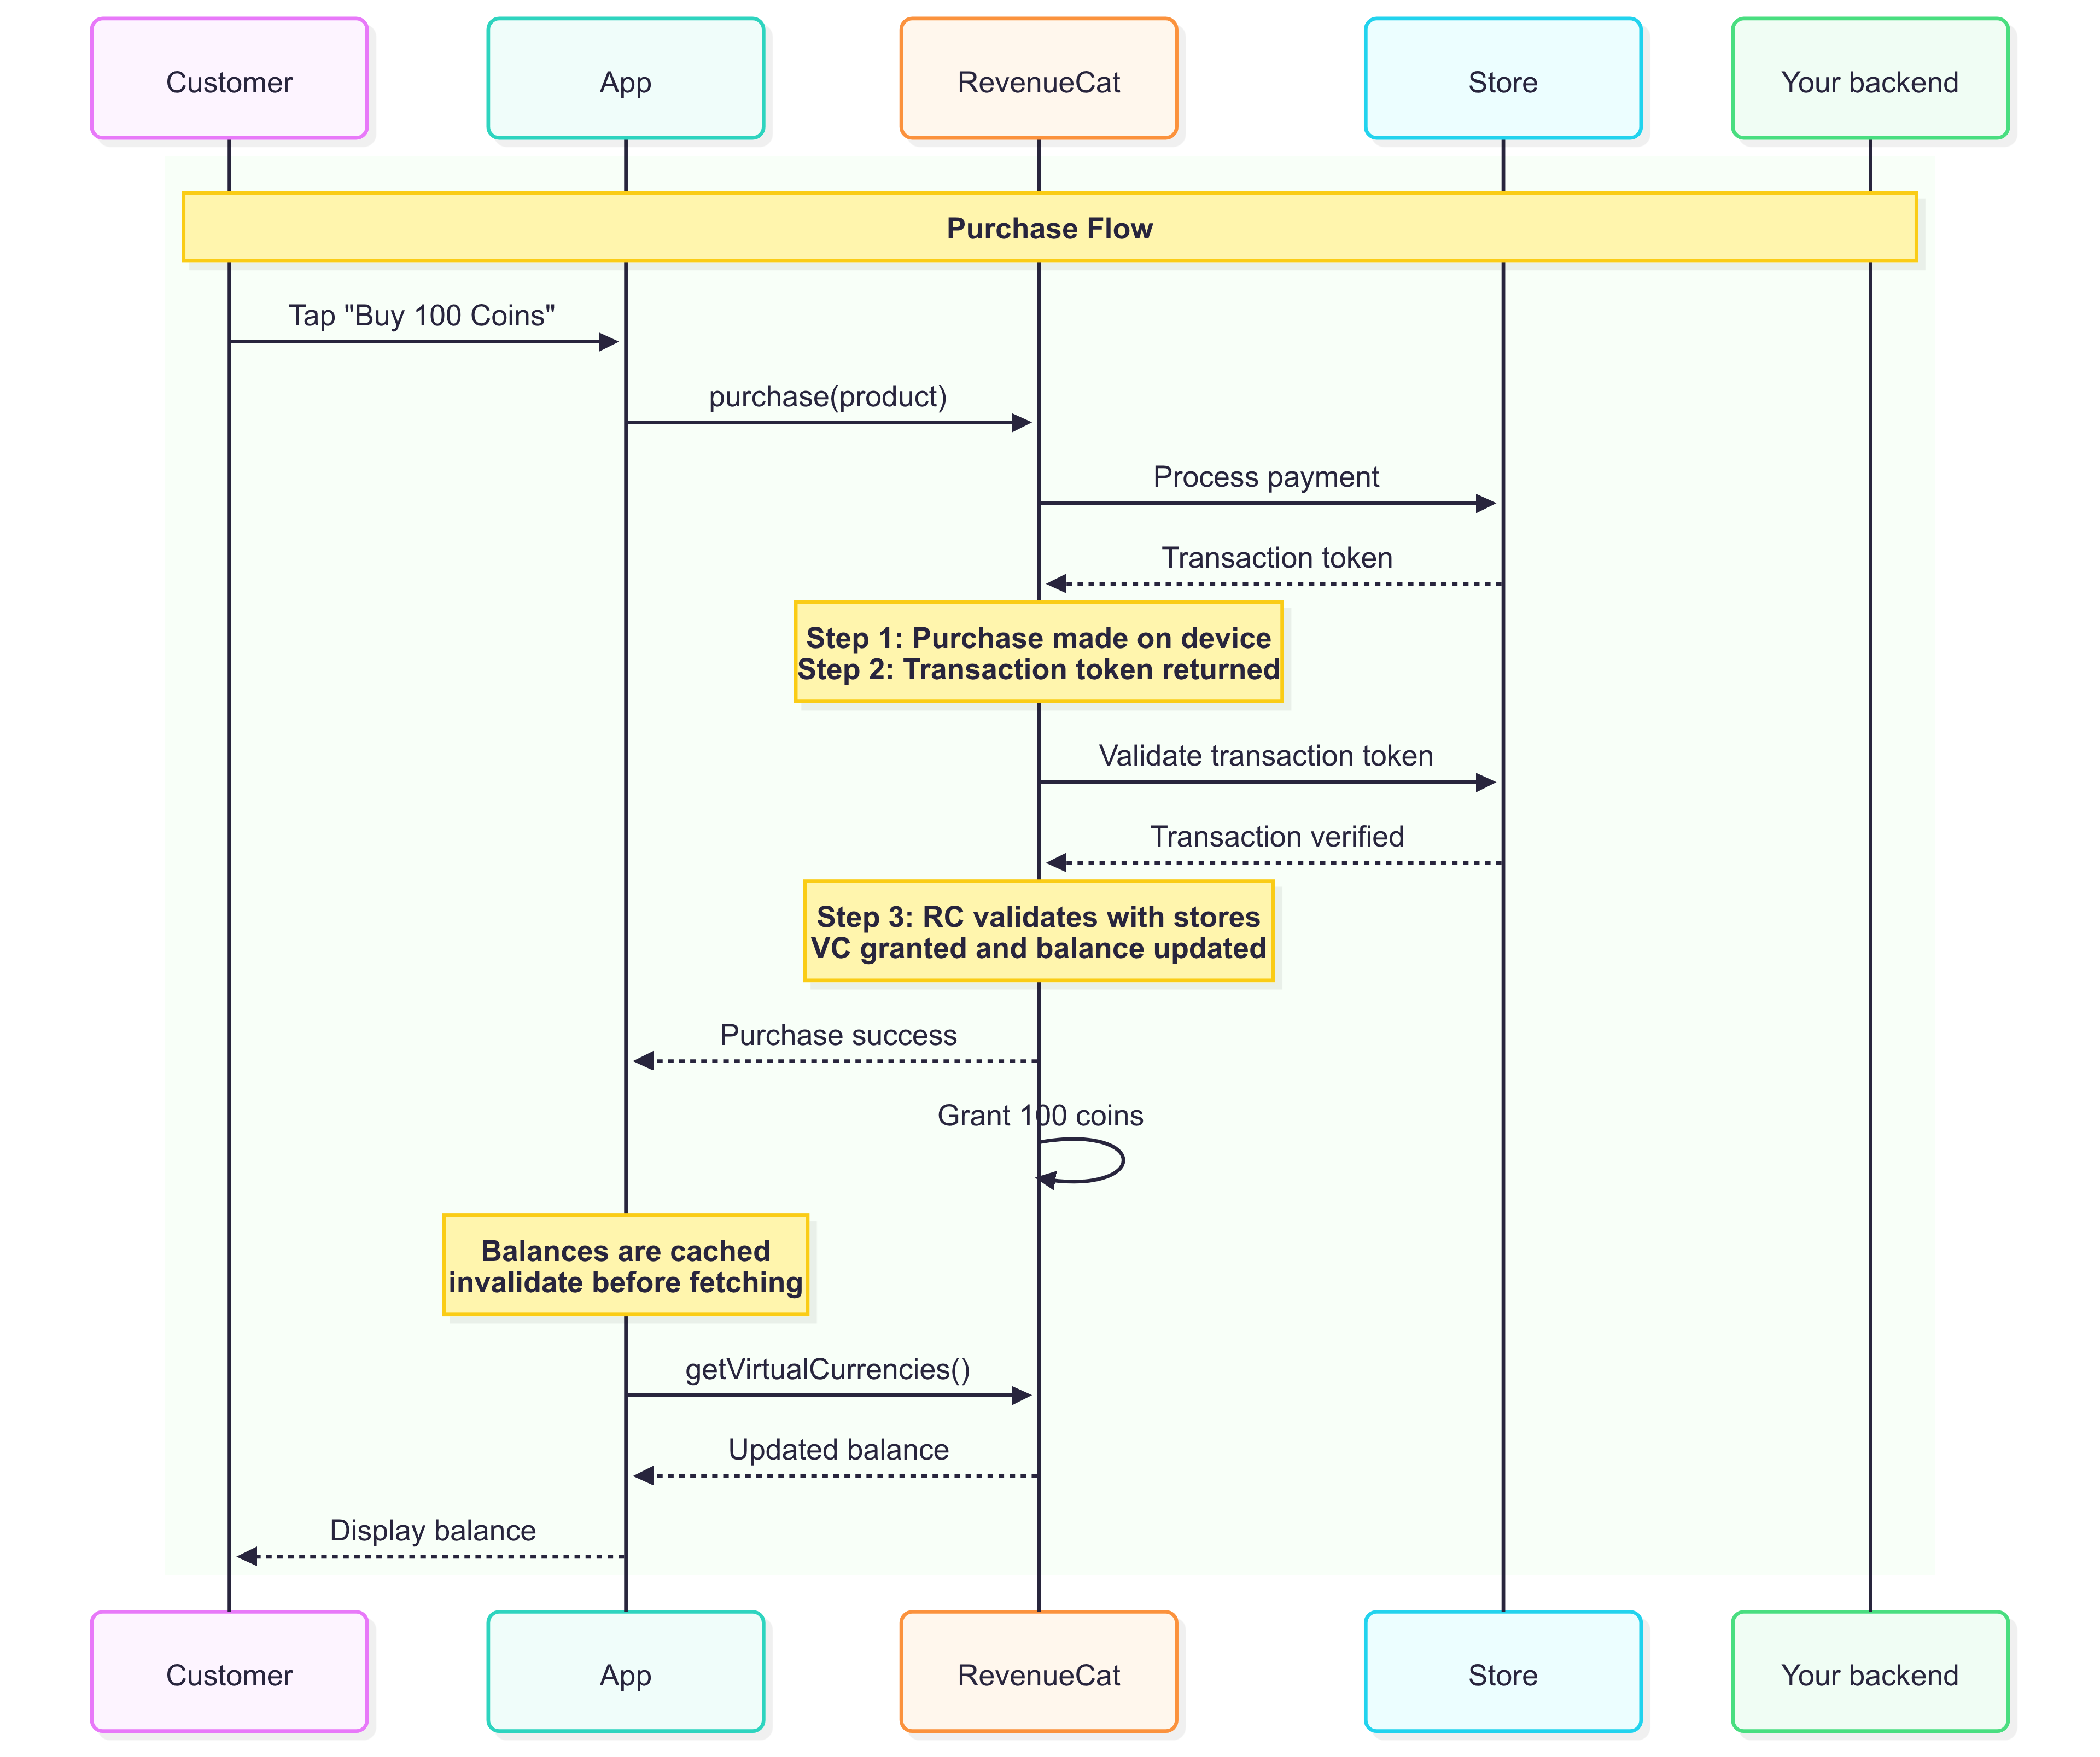 Customer
App
RevenueCat
Store
Your backend
Purchase Flow
Tap "Buy 100 Coins"
purchase(product)
Process payment
Transaction token
Step 1: Purchase made on device
Step 2: Transaction token returned
Validate transaction token
Transaction verified
Step 3: RC validates with stores
VC granted and balance updated
Purchase success
Grant 100 coins
Balances are cached
invalidate before fetching
getVirtualCurrencies()
Updated balance
Display balance
Customer
App
RevenueCat
Store
Your backend